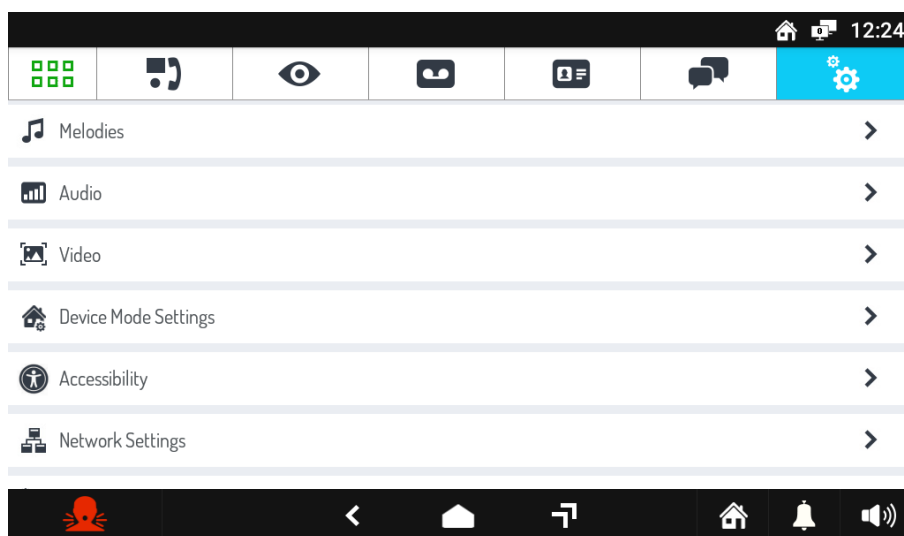 12:24
Melodies
Audio
Video
Device Mode Settings
Accessibility
Network Settings